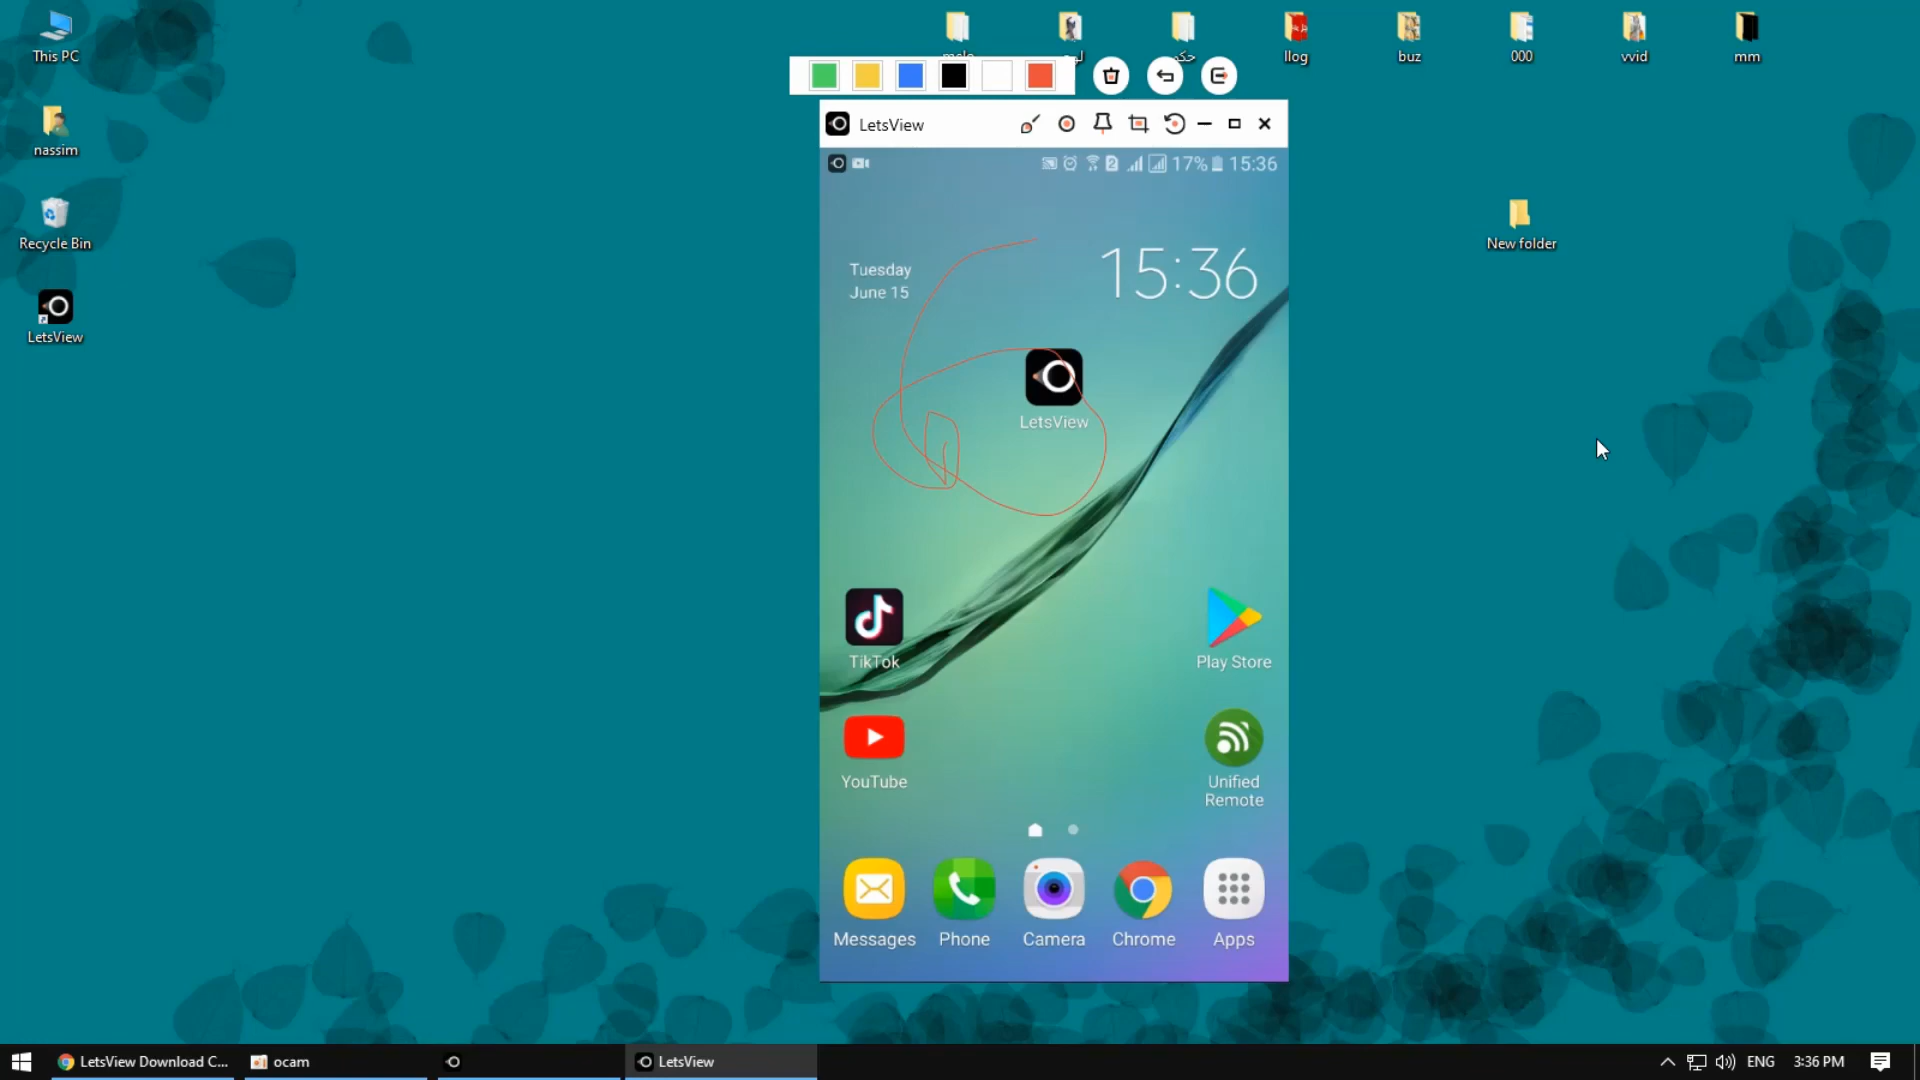 This PC
حكم
llog
buz
000
vvid
mm
nassim
Recycle Bin
LetsView
New folder
LetsView
17% 15:36
Tuesday
June 15
15:36
LetsView
TikTok
Play Store
YouTube
Unified
Remote
Messages
Phone
Camera
Chrome
Apps
LetsView Download C...
ocam
LetsView
ENG
3:36 PM